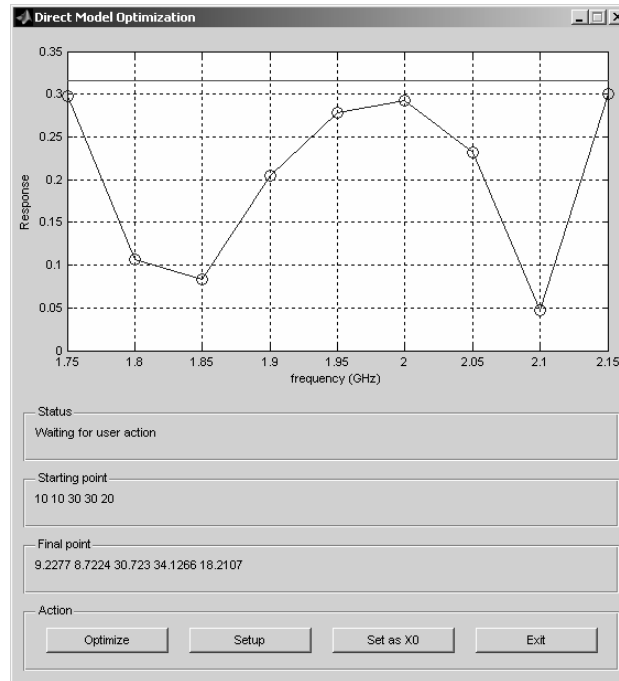 Direct Model Optimization
0.35
0.3
0.25
0.2
0.15
0.1
0.05
0
Response
1.75 1.8 1.85 1.9 1.95 2 2.05 2.1 2.15
frequency (GHz)
Status
Waiting for user action
Starting point
10 10 30 30 20
Final point
9.2277 8.7224 30.723 34.1266 18.2107
Action
Optimize Setup Set as X0 Exit